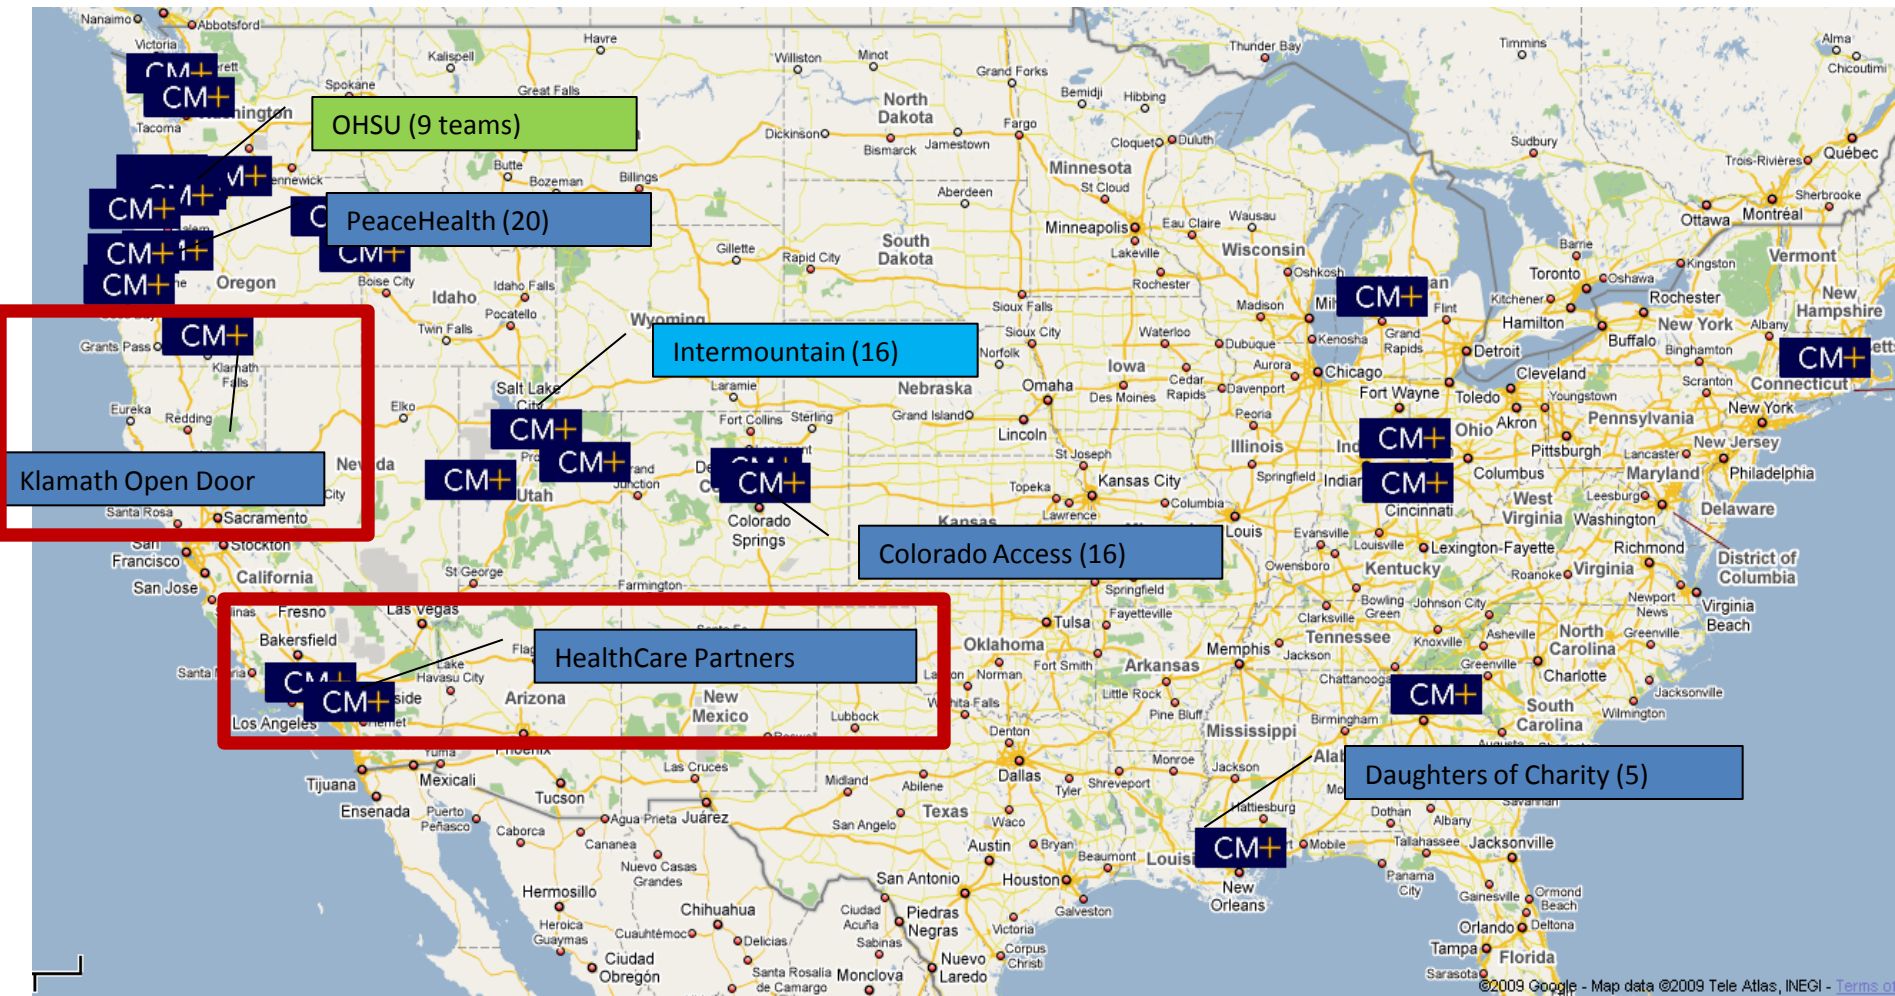 Nanaimo
Abbotsford
Victoria
Kalispell
Havre
Williston
Minot
Grand Forks
Thunder Bay
Timmins
Alma
Chicoutimi
CM+
CM+
Spokane
Great Falls
Tacoma
OHSU (9 teams)
North
Dakota
Bemidji
Hibbing
Dickinson
Bismarck
Jamestown
Fargo
Cloquet
Duluth
Sudbury
Trois-Rivières
Québec
Butte
Bozeman
Billings
Aberdeen
Minnesota
St Cloud
Sherbrooke
Minneapolis
Eau Claire
Wausau
Ottawa
Montréal
CM+
CM+
PeaceHealth (20)
CM+
CM+
CM+
Gillette
Rapid City
South
Dakota
Lakeville
Wisconsin
Barrie
Kingston
Vermont
Oregon
Boise City
Idaho
Idaho Falls
Pocatello
Twin Falls
Wyoming
Rochester
Oshkosh
Toronto
Oshawa
Sioux Falls
Madison
CM+
Flint
Kitchener
Rochester
New
Hampshire
CM+
Grants Pass
Klamath
Falls
Intermountain (16)
Sioux City
Waterloo
Dubuque
Kenosha
Grand
Rapids
Hamilton
Buffalo
New York
Albany
Binghamton
CM+
Norfolk
Iowa
Aurora
Chicago
Detroit
Cleveland
Scranton
Connecticut
Salt Lake
City
Laramie
Nebraska
Omaha
Des Moines
Cedar
Rapids
Davenport
Fort Wayne
Toledo
Youngstown
New York
Eureka
Redding
Elko
CM+
Fort Collins
Sterling
Grand Island
Lincoln
Peoria
Illinois
CM+
Ohio
Akron
Pennsylvania
Pittsburgh
New Jersey
Klamath Open Door
CM+
CM+
Utah
CM+
St Joseph
Topeka
Kansas City
Columbia
Springfield
CM+
Columbus
Lancaster
Maryland
Philadelphia
Santa Rosa
Sacramento
Colorado
Springs
Kansas
Lawrence
Cincinnati
West
Virginia
Leesburg
Washington
Delaware
San
Francisco
Stockton
San Jose
California
St George
Farmington
Colorado Access (16)
Louis
Evansville
Louisville
Lexington-Fayette
Owensboro
Kentucky
Roanoke
Virginia
Richmond
District of
Columbia
Springfield
Fresno
Las Vegas
Bakersfield
Fayetteville
Tulsa
Bowling
Green
Johnson City
Clarksville
Newport
News
Virginia
Beach
HealthCare Partners
Oklahoma
Memphis
Tennessee
Jackson
Knoxville
Asheville
North
Carolina
Greenville
CM+
CM+
Lake
Havasu City
Arizona
New
Mexico
Norman
Fort Smith
Arkansas
Chattanooga
Greenville
Charlotte
Los Angeles
Lubbock
Little Rock
Pine Bluff
CM+
South
Carolina
Jacksonville
Wilmington
Birmingham
Yuma
Denton
Mississippi
Tijuana
Mexicali
Ensenada
Tucson
Las Cruces
Midland
Abilene
Dallas
Tyler
Shreveport
Monroe
Jackson
Daughters of Charity (5)
Puerto
Peñasco
Caborca
Agua Prieta
Juárez
San Angelo
Texas
Waco
Hattiesburg
Dothan
Albany
Savannah
Cananea
Nuevo Casas
Grandes
Austin
Bryan
Beaumont
CM+
Mobile
Tallahassee
Jacksonville
Hermosillo
San Antonio
Houston
New
Orleans
Panama
City
Gainesville
Ormond
Beach
Heroica
Guaymas
Chihuahua
Cuauhtémoc
Delicias
Ciudad
Acuña
Piedras
Negras
Victoria
Galveston
Orlando
Deltona
Ciudad
Obregón
Sabinas
Corpus
Christi
Tampa
Florida
Santa Rosalia
de Camargo
Monclova
Nuevo
Laredo
Sarasota
©2009 Google - Map data ©2009 Tele Atlas, INEGI - Terms of